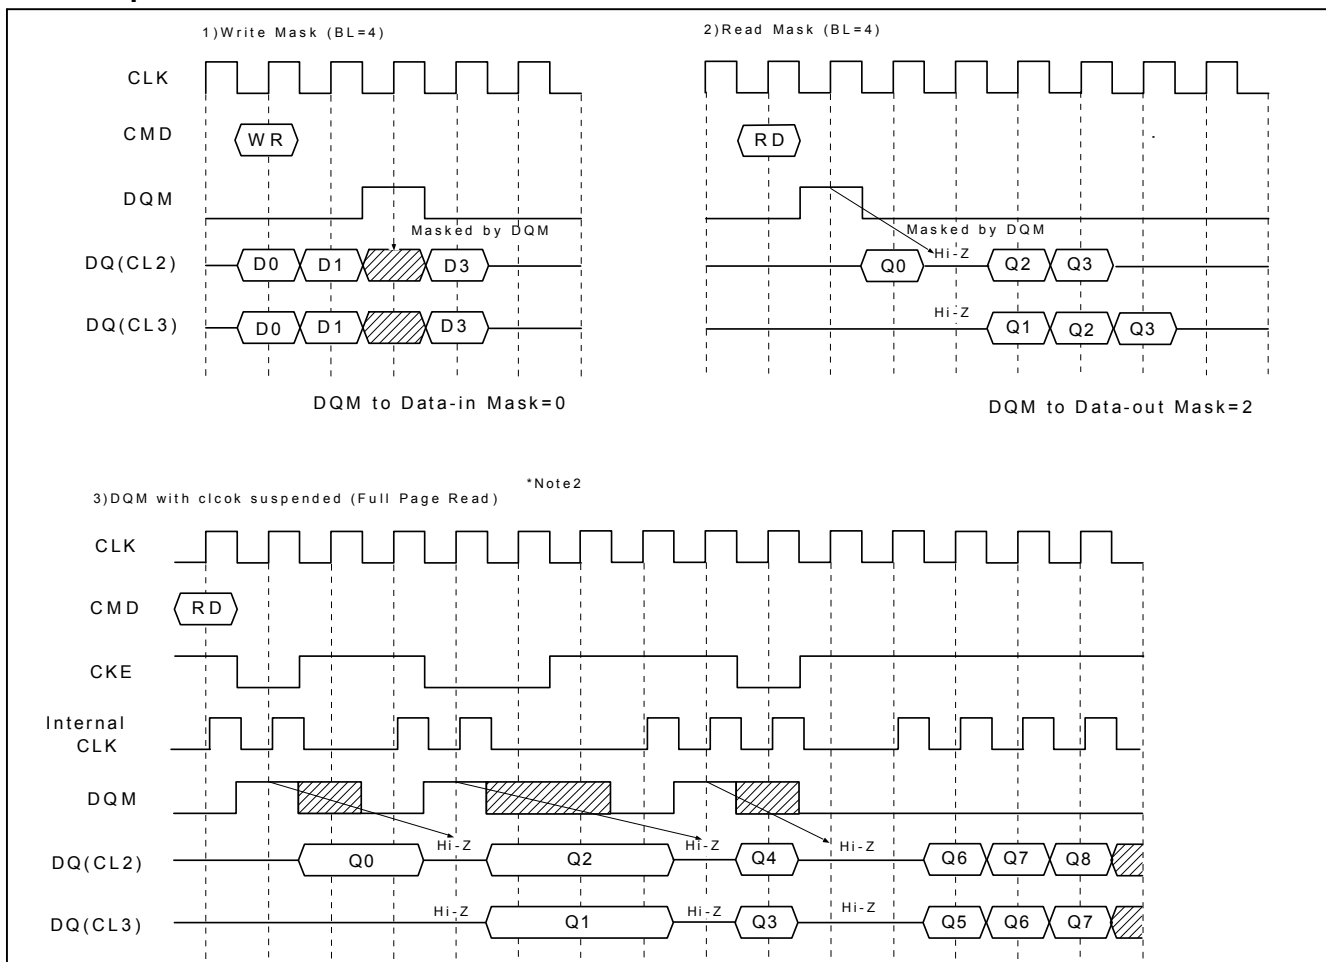 1)Write Mask (BL=4)
2)Read Mask (BL=4)
CLK
CMD
WR
RD
DQM
Masked by DQM
Masked by DQM
DQ(CL2)
D0 D1 D3
Q0 Hi-Z Q2 Q3
DQ(CL3)
D0 D1 D3
Hi-Z Q1 Q2 Q3
DQM to Data-in Mask=0
DQM to Data-out Mask=2
*Note2
3)DQM with clcok suspended (Full Page Read)
CLK
CMD
RD
CKE
Internal
CLK
DQM
DQ(CL2)
Q0 Hi-Z Q2 Hi-Z Q4 Hi-Z Q6 Q7 Q8
DQ(CL3)
Hi-Z Q1 Hi-Z Q3 Hi-Z Q5 Q6 Q7